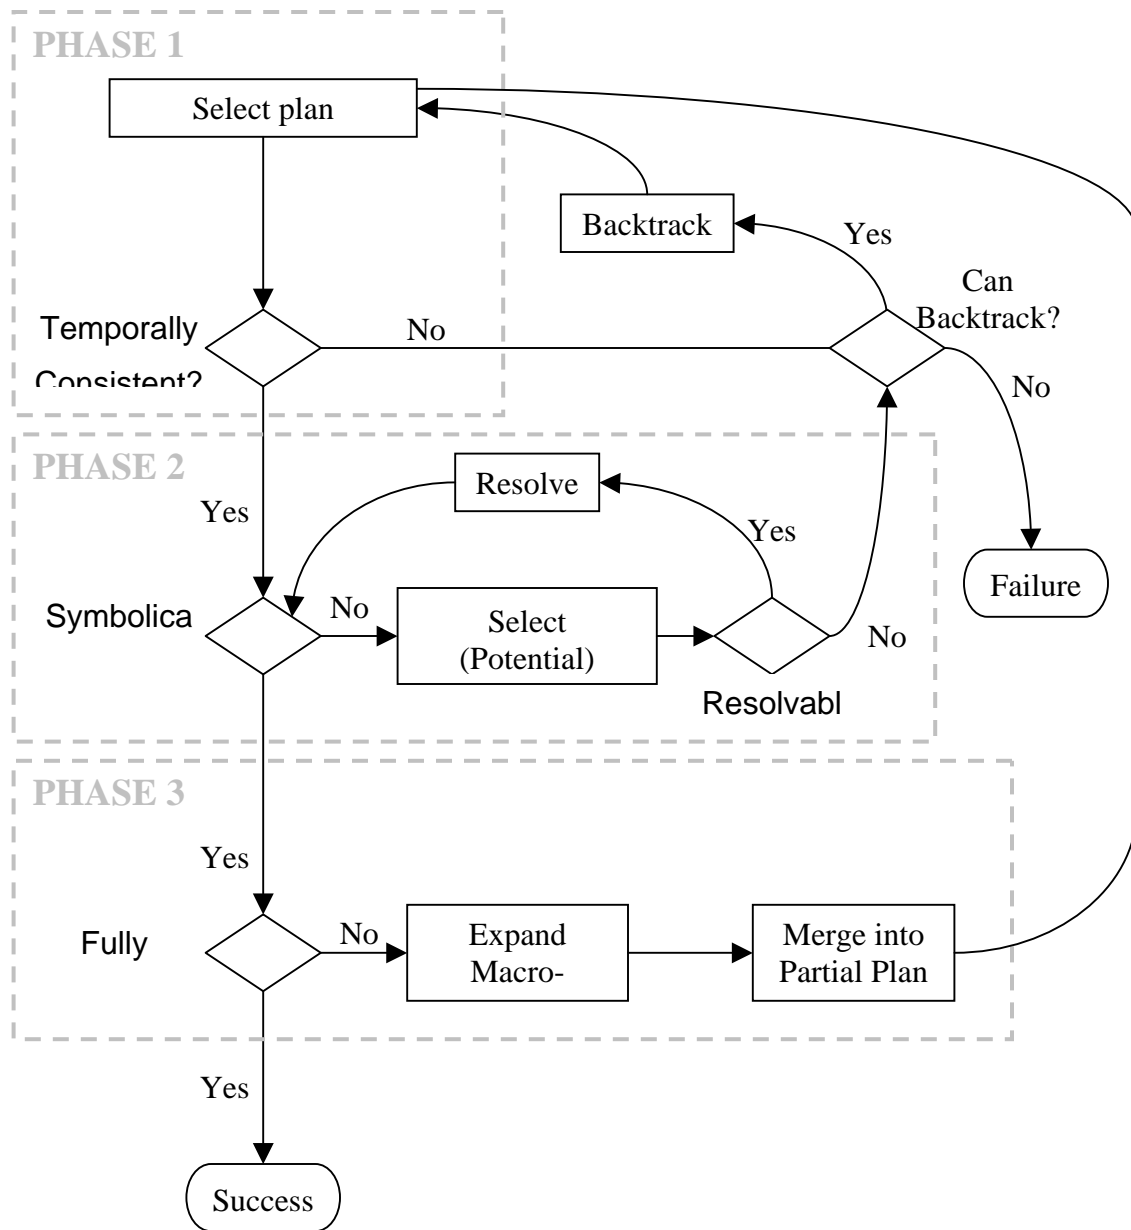 PHASE 1
Select plan
Backtrack
Yes
Can
Backtrack?
Temporally
Consistent?
No
No
PHASE 2
Resolve
Yes
Yes
Failure
Symbolica
No
Select
(Potential)
No
Resolvabl
PHASE 3
Yes
Fully
No
Expand
Macro-
Merge into
Partial Plan
Yes
Success